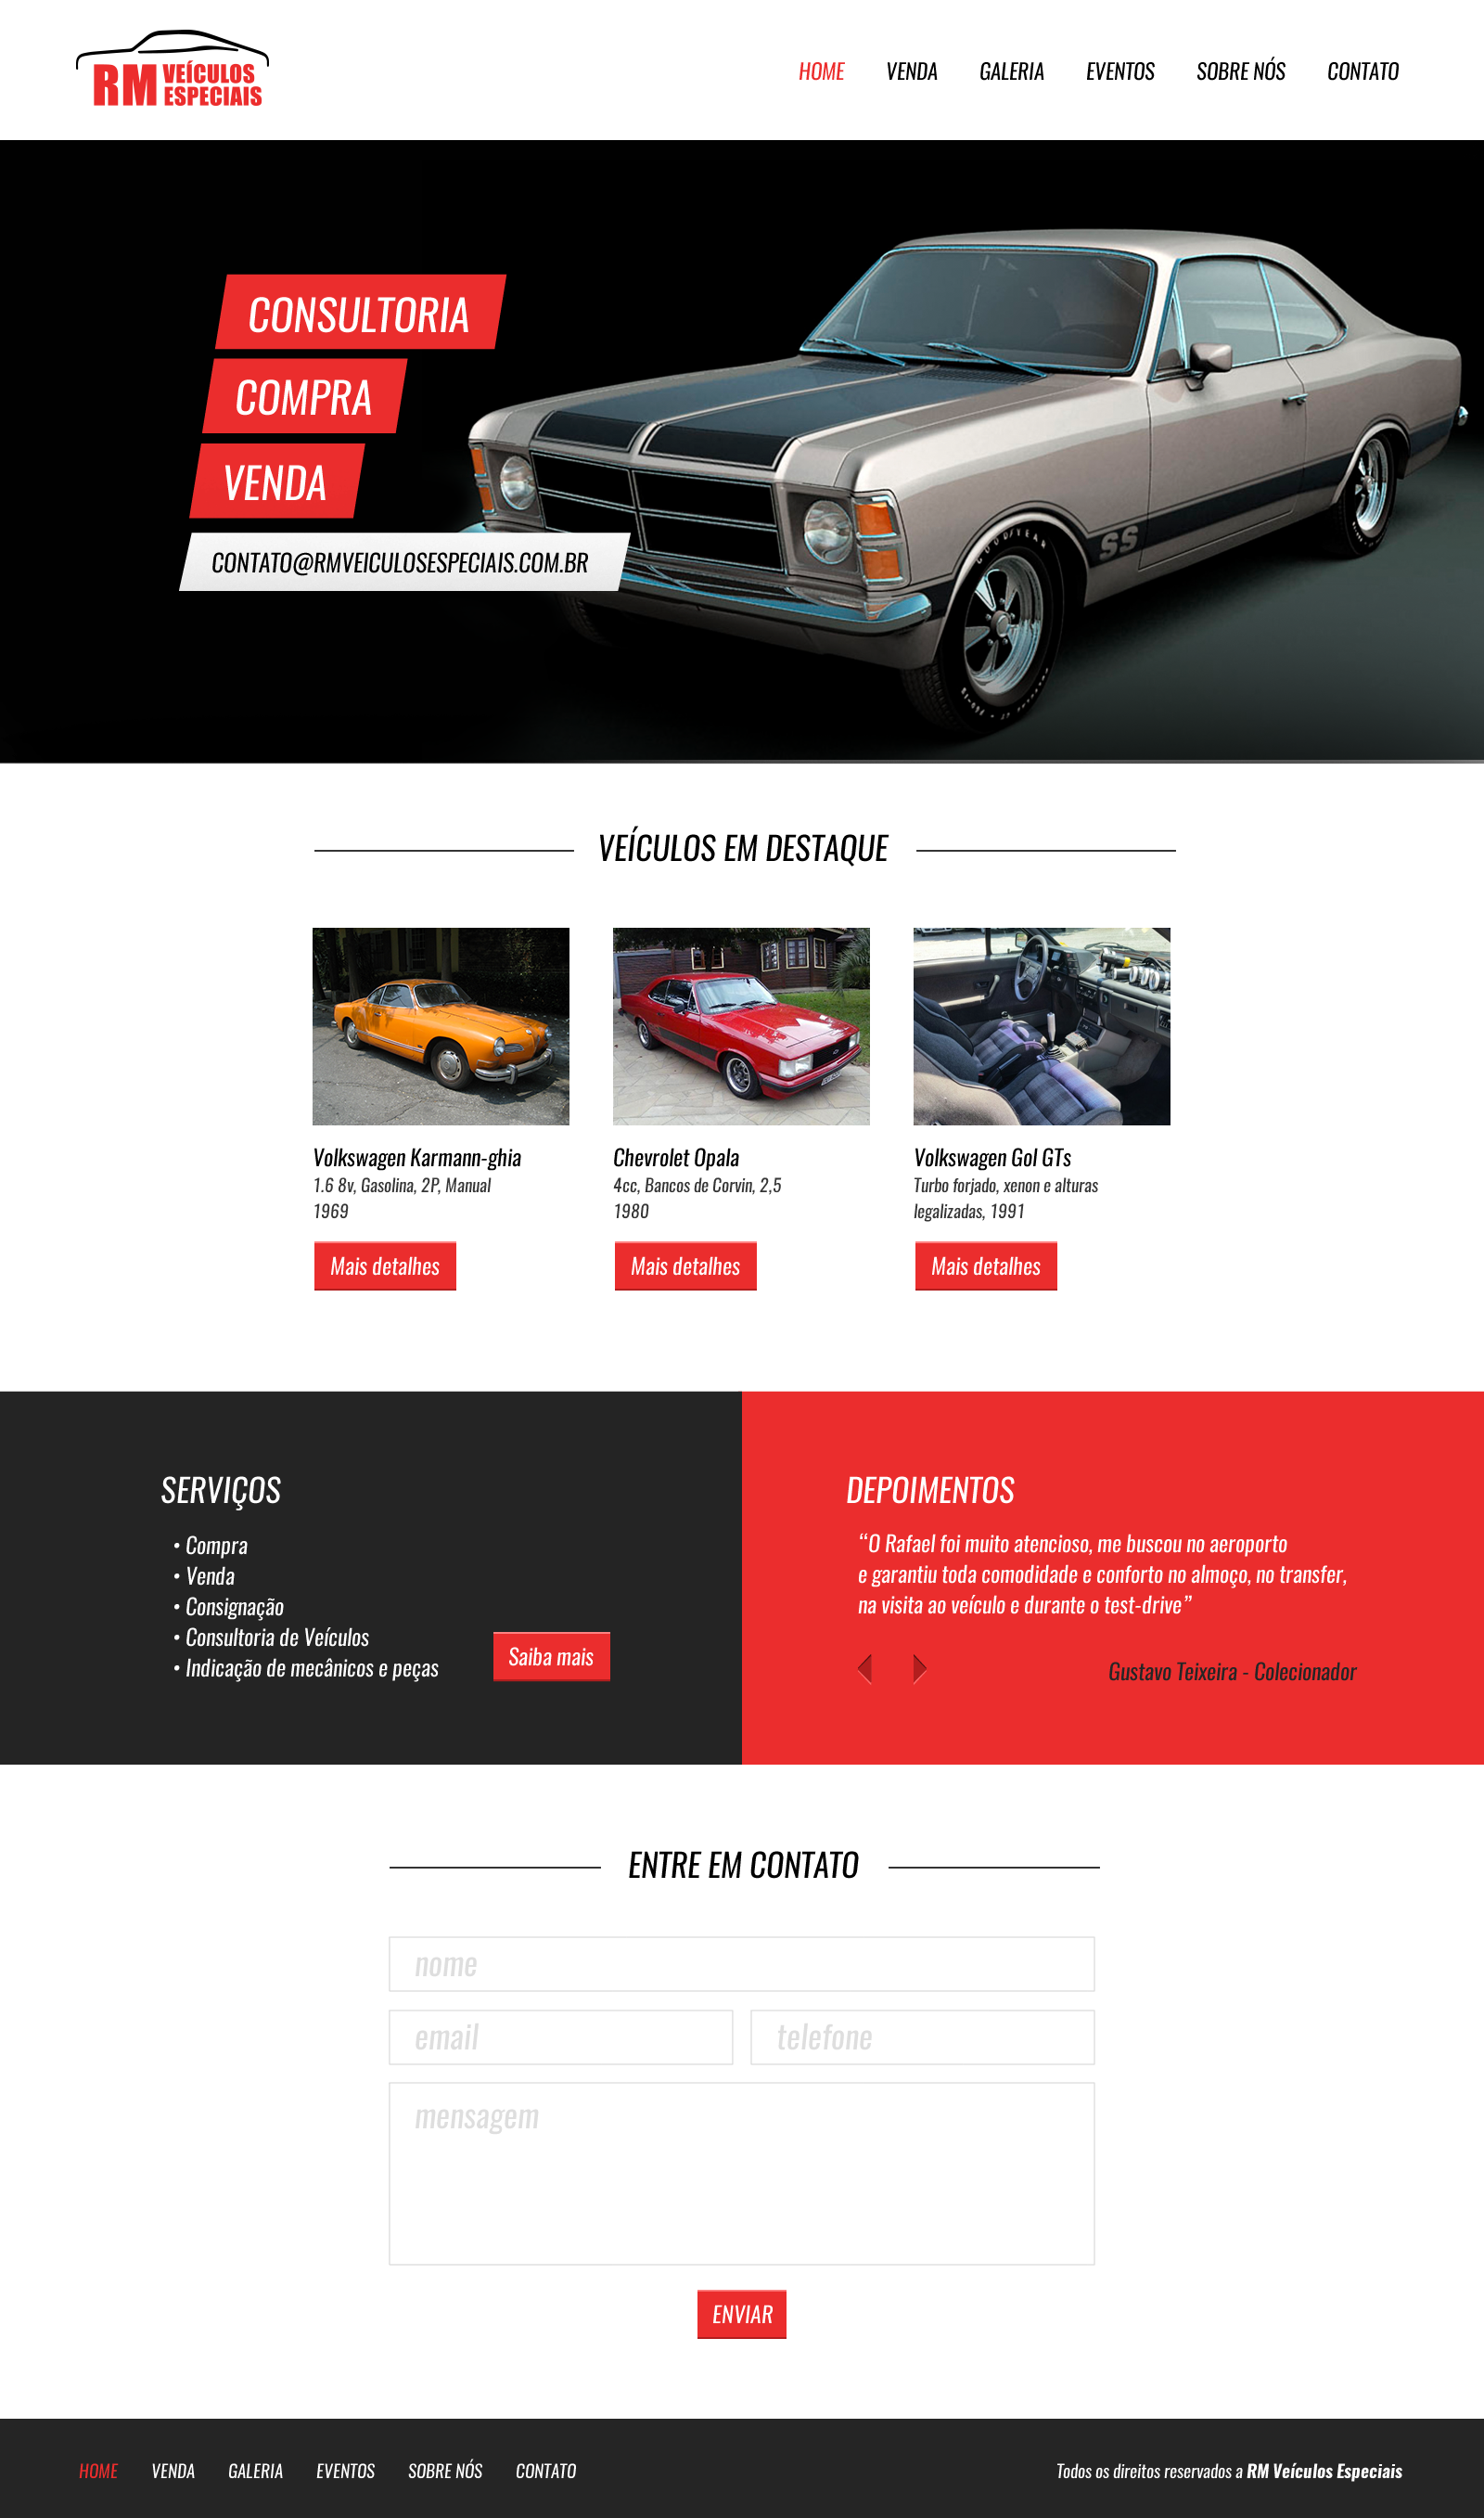 RM VEÍCULOS
ESPECIAIS
HOME VENDA GALERIA EVENTOS SOBRE NÓS CONTATO
CONSULTORIA
COMPRA
VENDA
CONTATO@RMVEICULOSESPECIAIS.COM.BR
SS
GOODYEAR
VEÍCULOS EM DESTAQUE
Volkswagen Karmann-ghia
1.6 8v, Gasolina, 2P, Manual
1969
Mais detalhes
Chevrolet Opala
4cc, Bancos de Corvin, 2,5
1980
Mais detalhes
Volkswagen Gol GTs
Turbo forjado, xenon e alturas
legalizadas, 1991
Mais detalhes
SERVIÇOS
• Compra
• Venda
• Consignação
• Consultoria de Veículos
• Indicação de mecânicos e peças
Saiba mais
DEPOIMENTOS
“O Rafael foi muito atencioso, me buscou no aeroporto
e garantiu toda comodidade e conforto no almoço, no transfer,
na visita ao veículo e durante o test-drive”
Gustavo Teixeira - Colecionador
ENTRE EM CONTATO
nome
email
telefone
mensagem
ENVIAR
HOME VENDA GALERIA EVENTOS SOBRE NÓS CONTATO
Todos os direitos reservados a RM Veículos Especiais